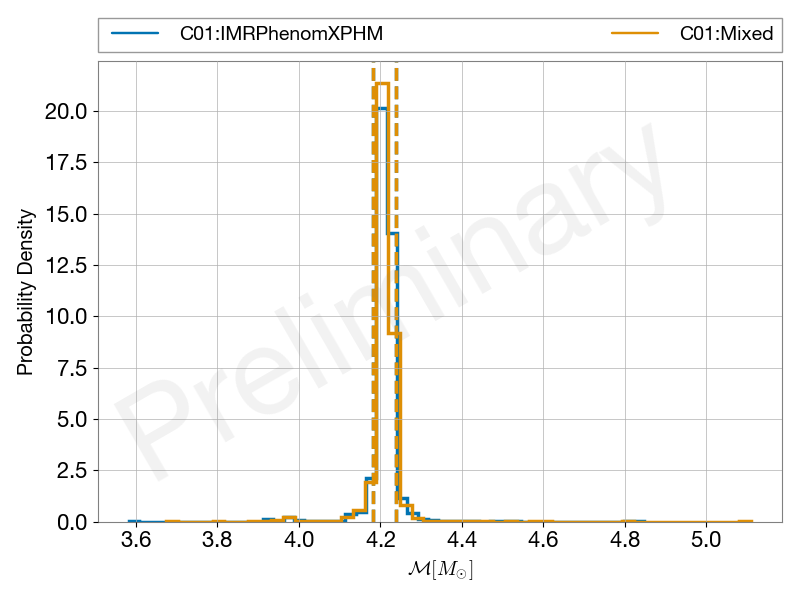 C01:IMRPhenomXPHM C01:Mixed
Probability Density
20.0
17.5
15.0
12.5
10.0
7.5
5.0
2.5
0.0
Preliminary
3.6 3.8 4.0 4.2 4.4 4.6 4.8 5.0
ℳ[M⊙]